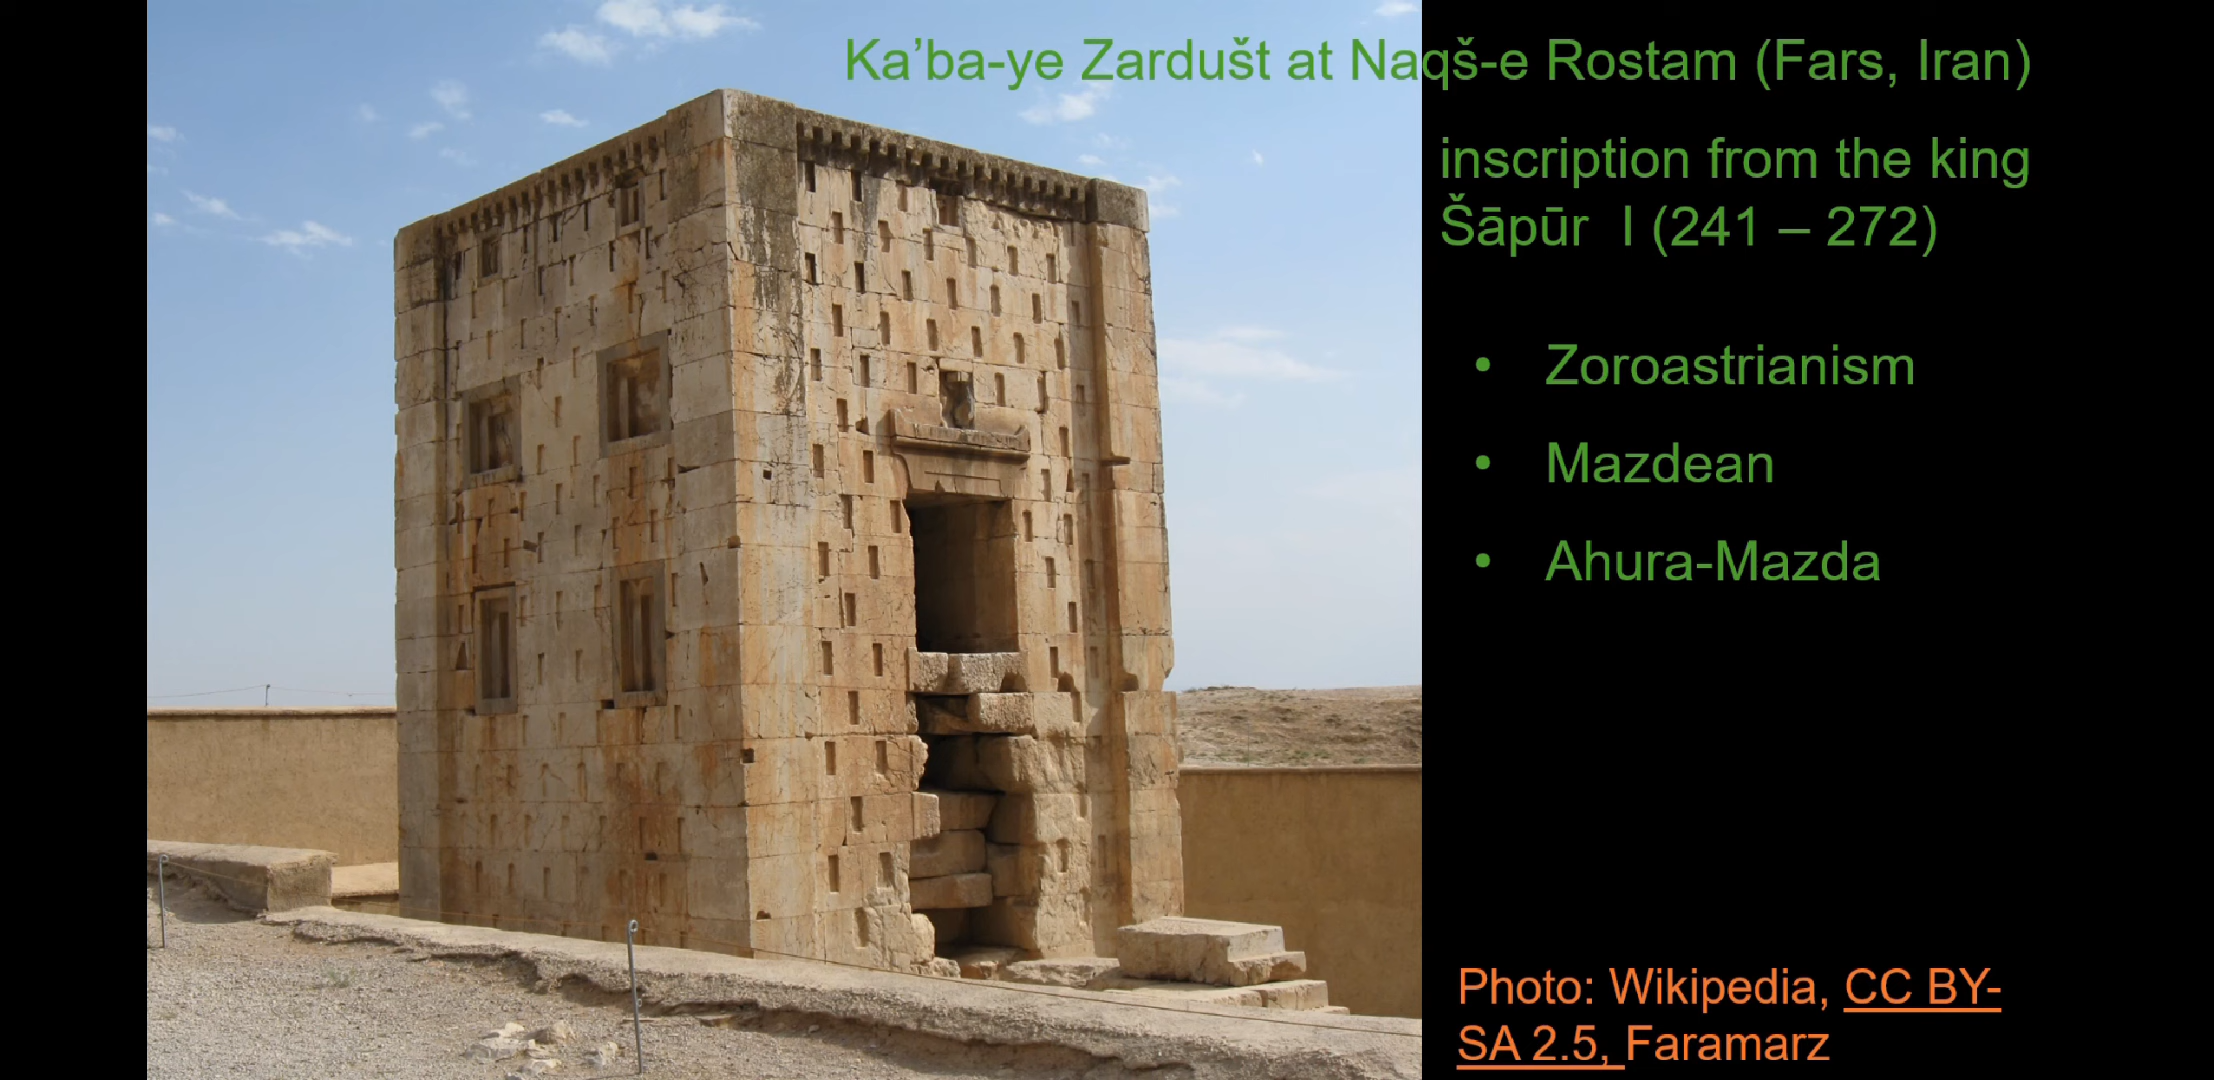 Ka’ba-ye Zardušt at Naqš-e Rostam (Fars, Iran)
inscription from the king
Šāpūr I (241 – 272)
• Zoroastrianism
• Mazdean
• Ahura-Mazda
Photo: Wikipedia, CC BY-
SA 2.5, Faramarz